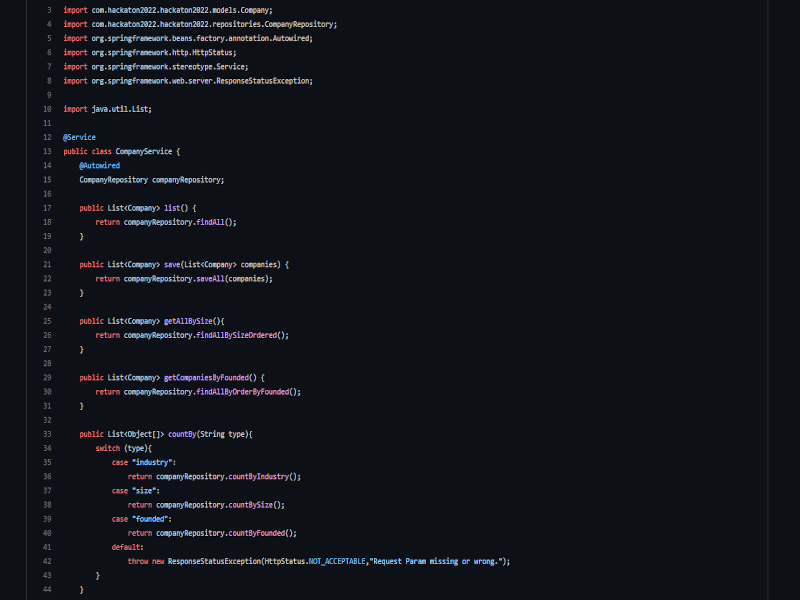 3 import com.hackaton2022.hackaton2022.models.Company;
4 import com.hackaton2022.hackaton2022.repositories.CompanyRepository;
5 import org.springframework.beans.factory.annotation.Autowired;
6 import org.springframework.http.HttpStatus;
7 import org.springframework.stereotype.Service;
8 import org.springframework.web.server.ResponseStatusException;
9
10 import java.util.List;
11
12 @Service
13 public class CompanyService {
14 @Autowired
15 CompanyRepository companyRepository;
16
17 public List<Company> list() {
18 return companyRepository.findAll();
19 }
20
21 public List<Company> save(List<Company> companies) {
22 return companyRepository.saveAll(companies);
23 }
24
25 public List<Company> getAllBySize(){
26 return companyRepository.findAllBySizeOrdered();
27 }
28
29 public List<Company> getCompaniesByFounded() {
30 return companyRepository.findAllByOrderByFounded();
31 }
32
33 public List<Object[]> countBy(String type){
34 switch (type){
35 case "industry":
36 return companyRepository.countByIndustry();
37 case "size":
38 return companyRepository.countBySize();
39 case "founded":
40 return companyRepository.countByFounded();
41 default:
42 throw new ResponseStatusException(HttpStatus.NOT_ACCEPTABLE,"Request Param missing or wrong.");
43 }
44 }